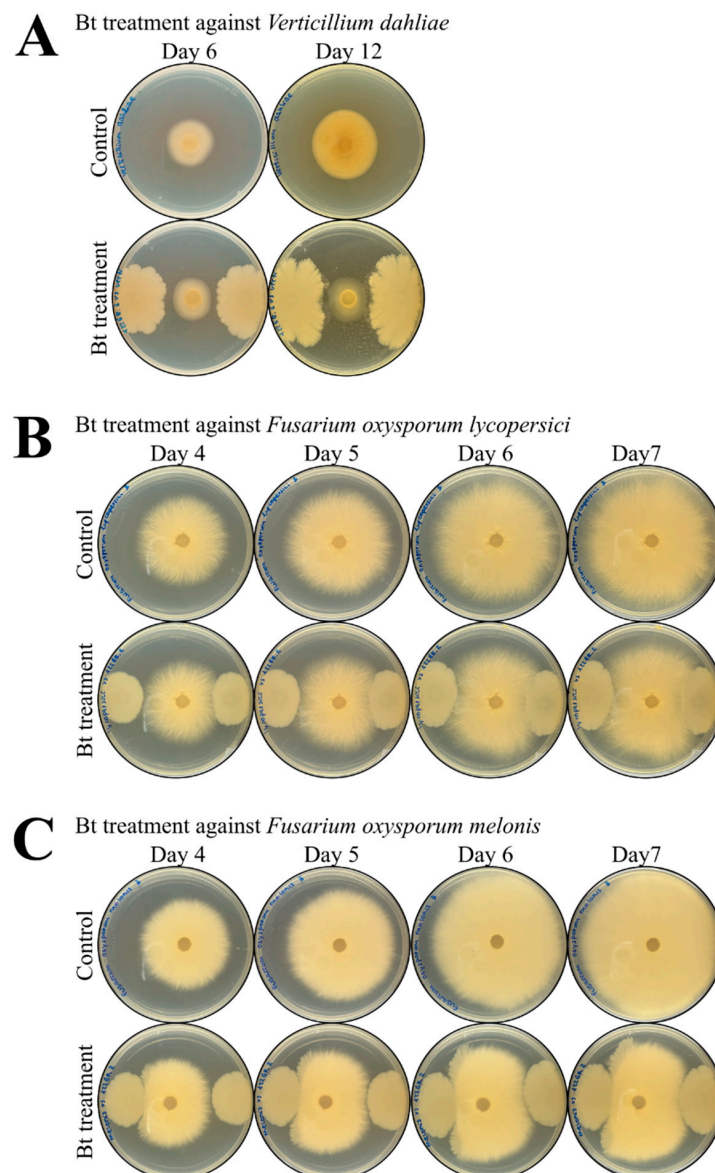 A
Bt treatment against Verticillium dahliae
Day 6 Day 12
Control
Bt treatment
B
Bt treatment against Fusarium oxysporum lycopersici
Day 4 Day 5 Day 6 Day7
Control
Bt treatment
C
Bt treatment against Fusarium oxysporum melonis
Day 4 Day 5 Day 6 Day7
Control
Bt treatment